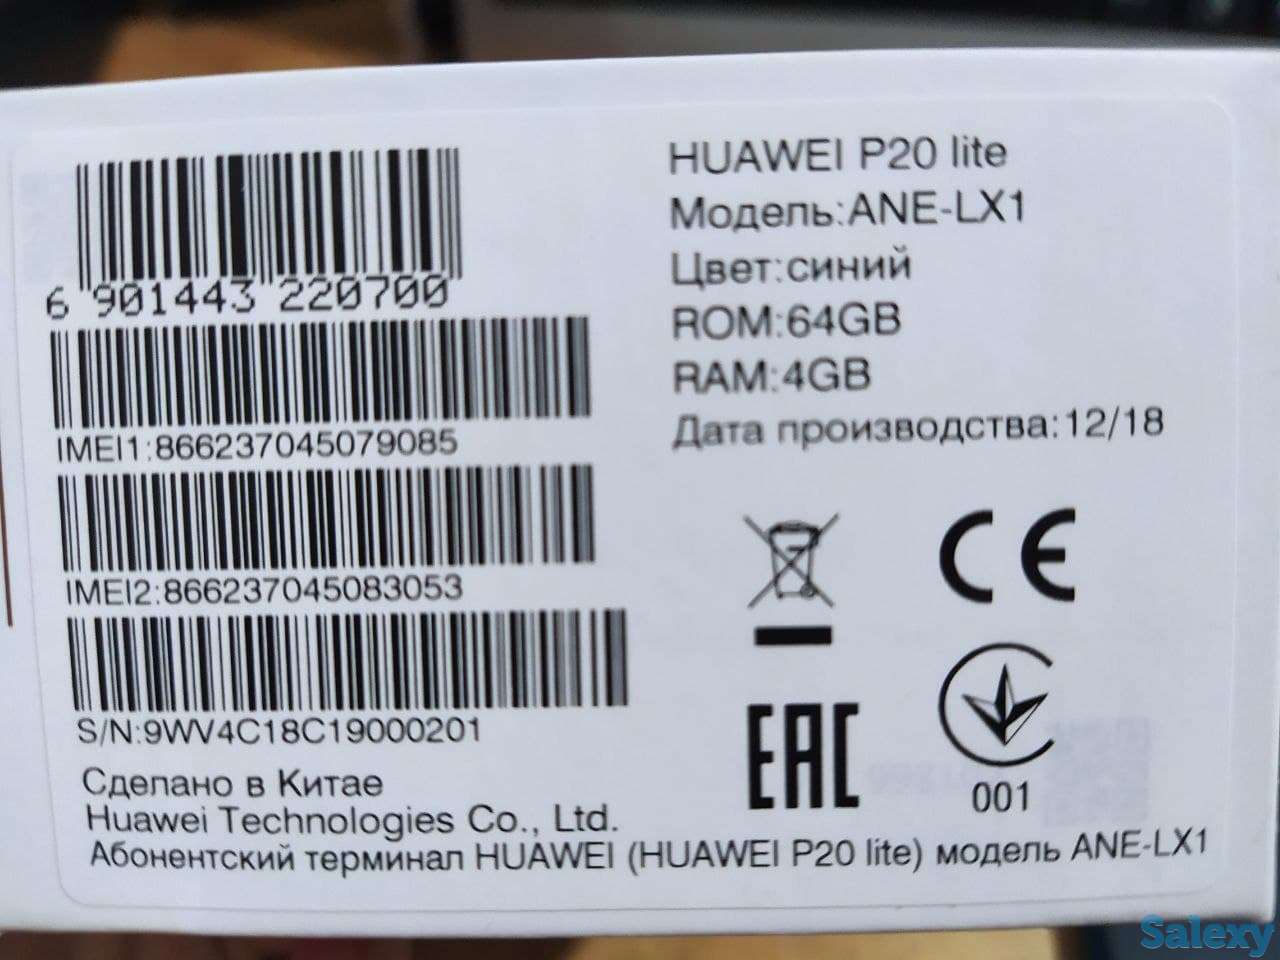 6 901443 220700
IMEI1:866237045079085
IMEI2:866237045083053
S/N:9WV4C18C19000201
Сделано в Китае
Huawei Technologies Co., Ltd.
Абонентский терминал HUAWEI (HUAWEI P20 lite) модель ANE-LX1
HUAWEI P20 lite
Модель:ANE-LX1
Цвет:синий
ROM:64GB
RAM:4GB
Дата производства:12/18
CE
EAC
001
Salexy